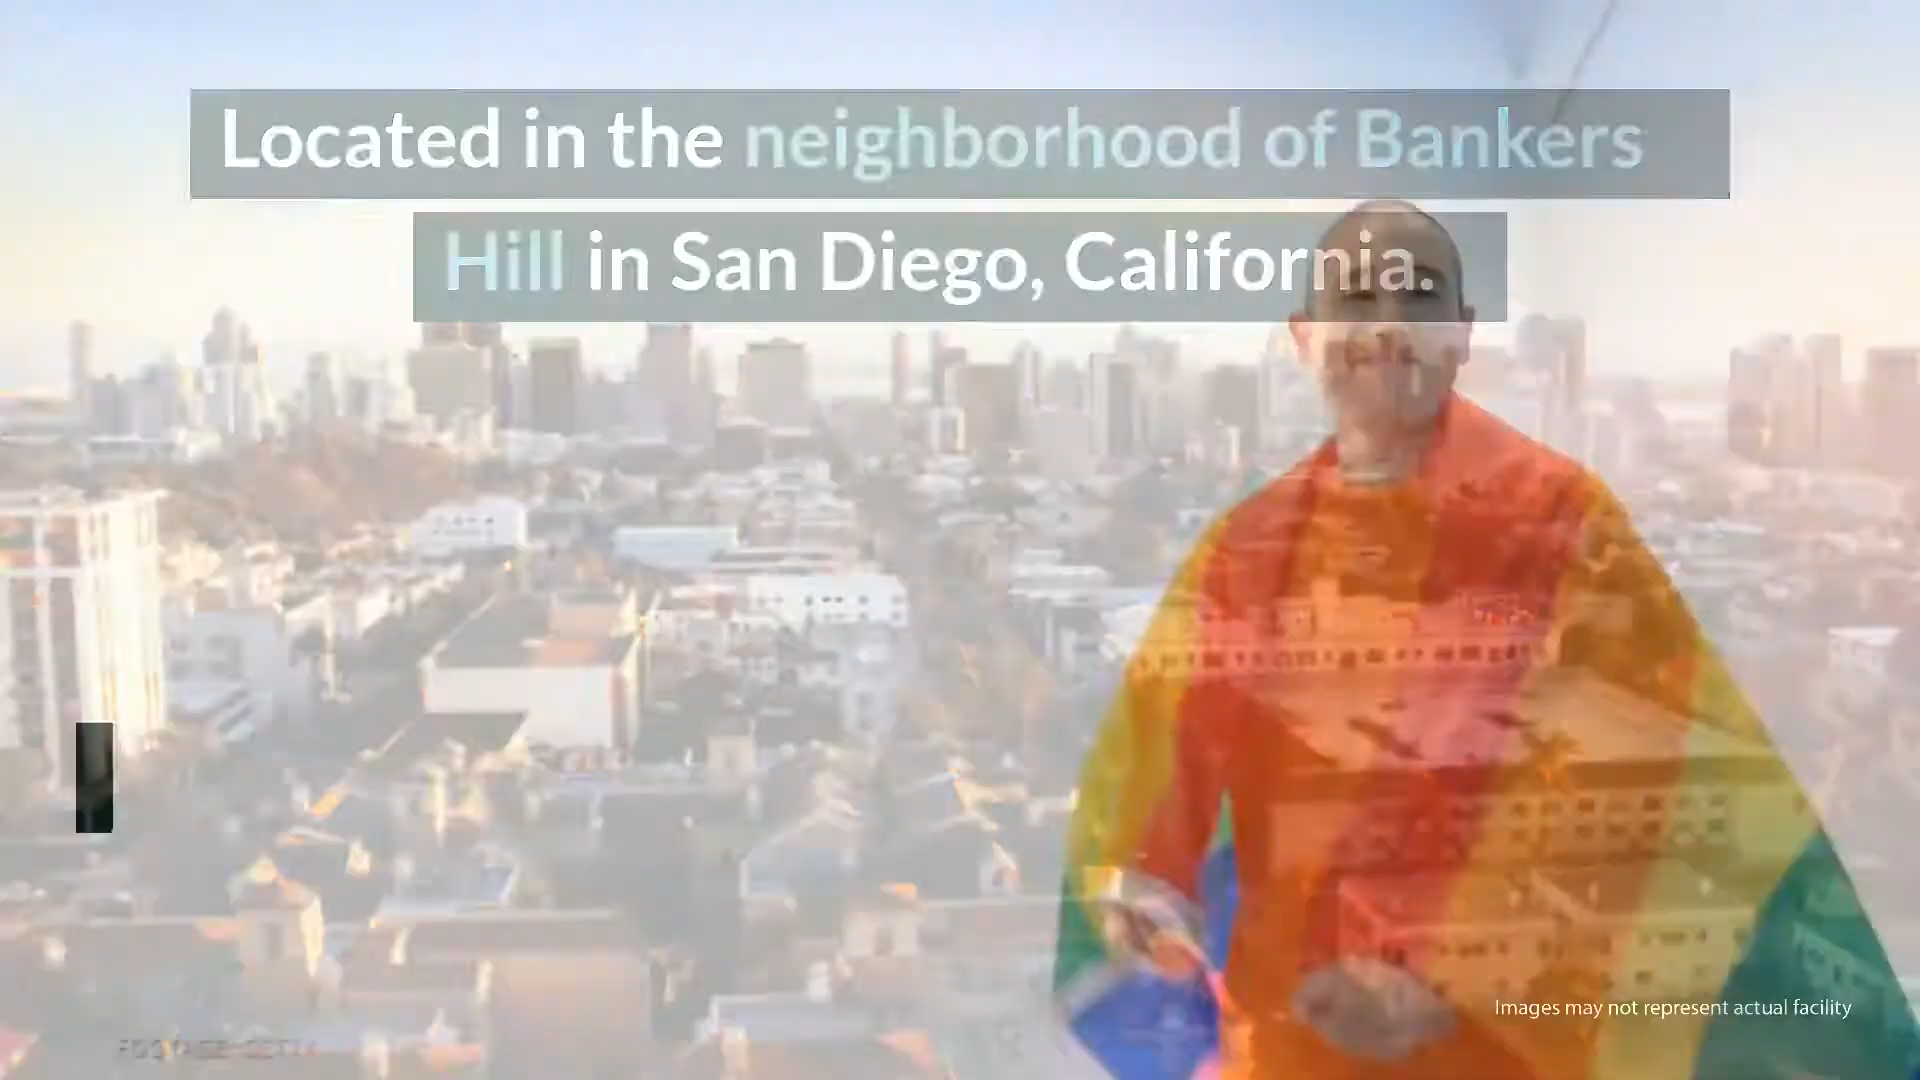 Located in the neighborhood of Bankers
Hill in San Diego, California.
Images may not represent actual facility